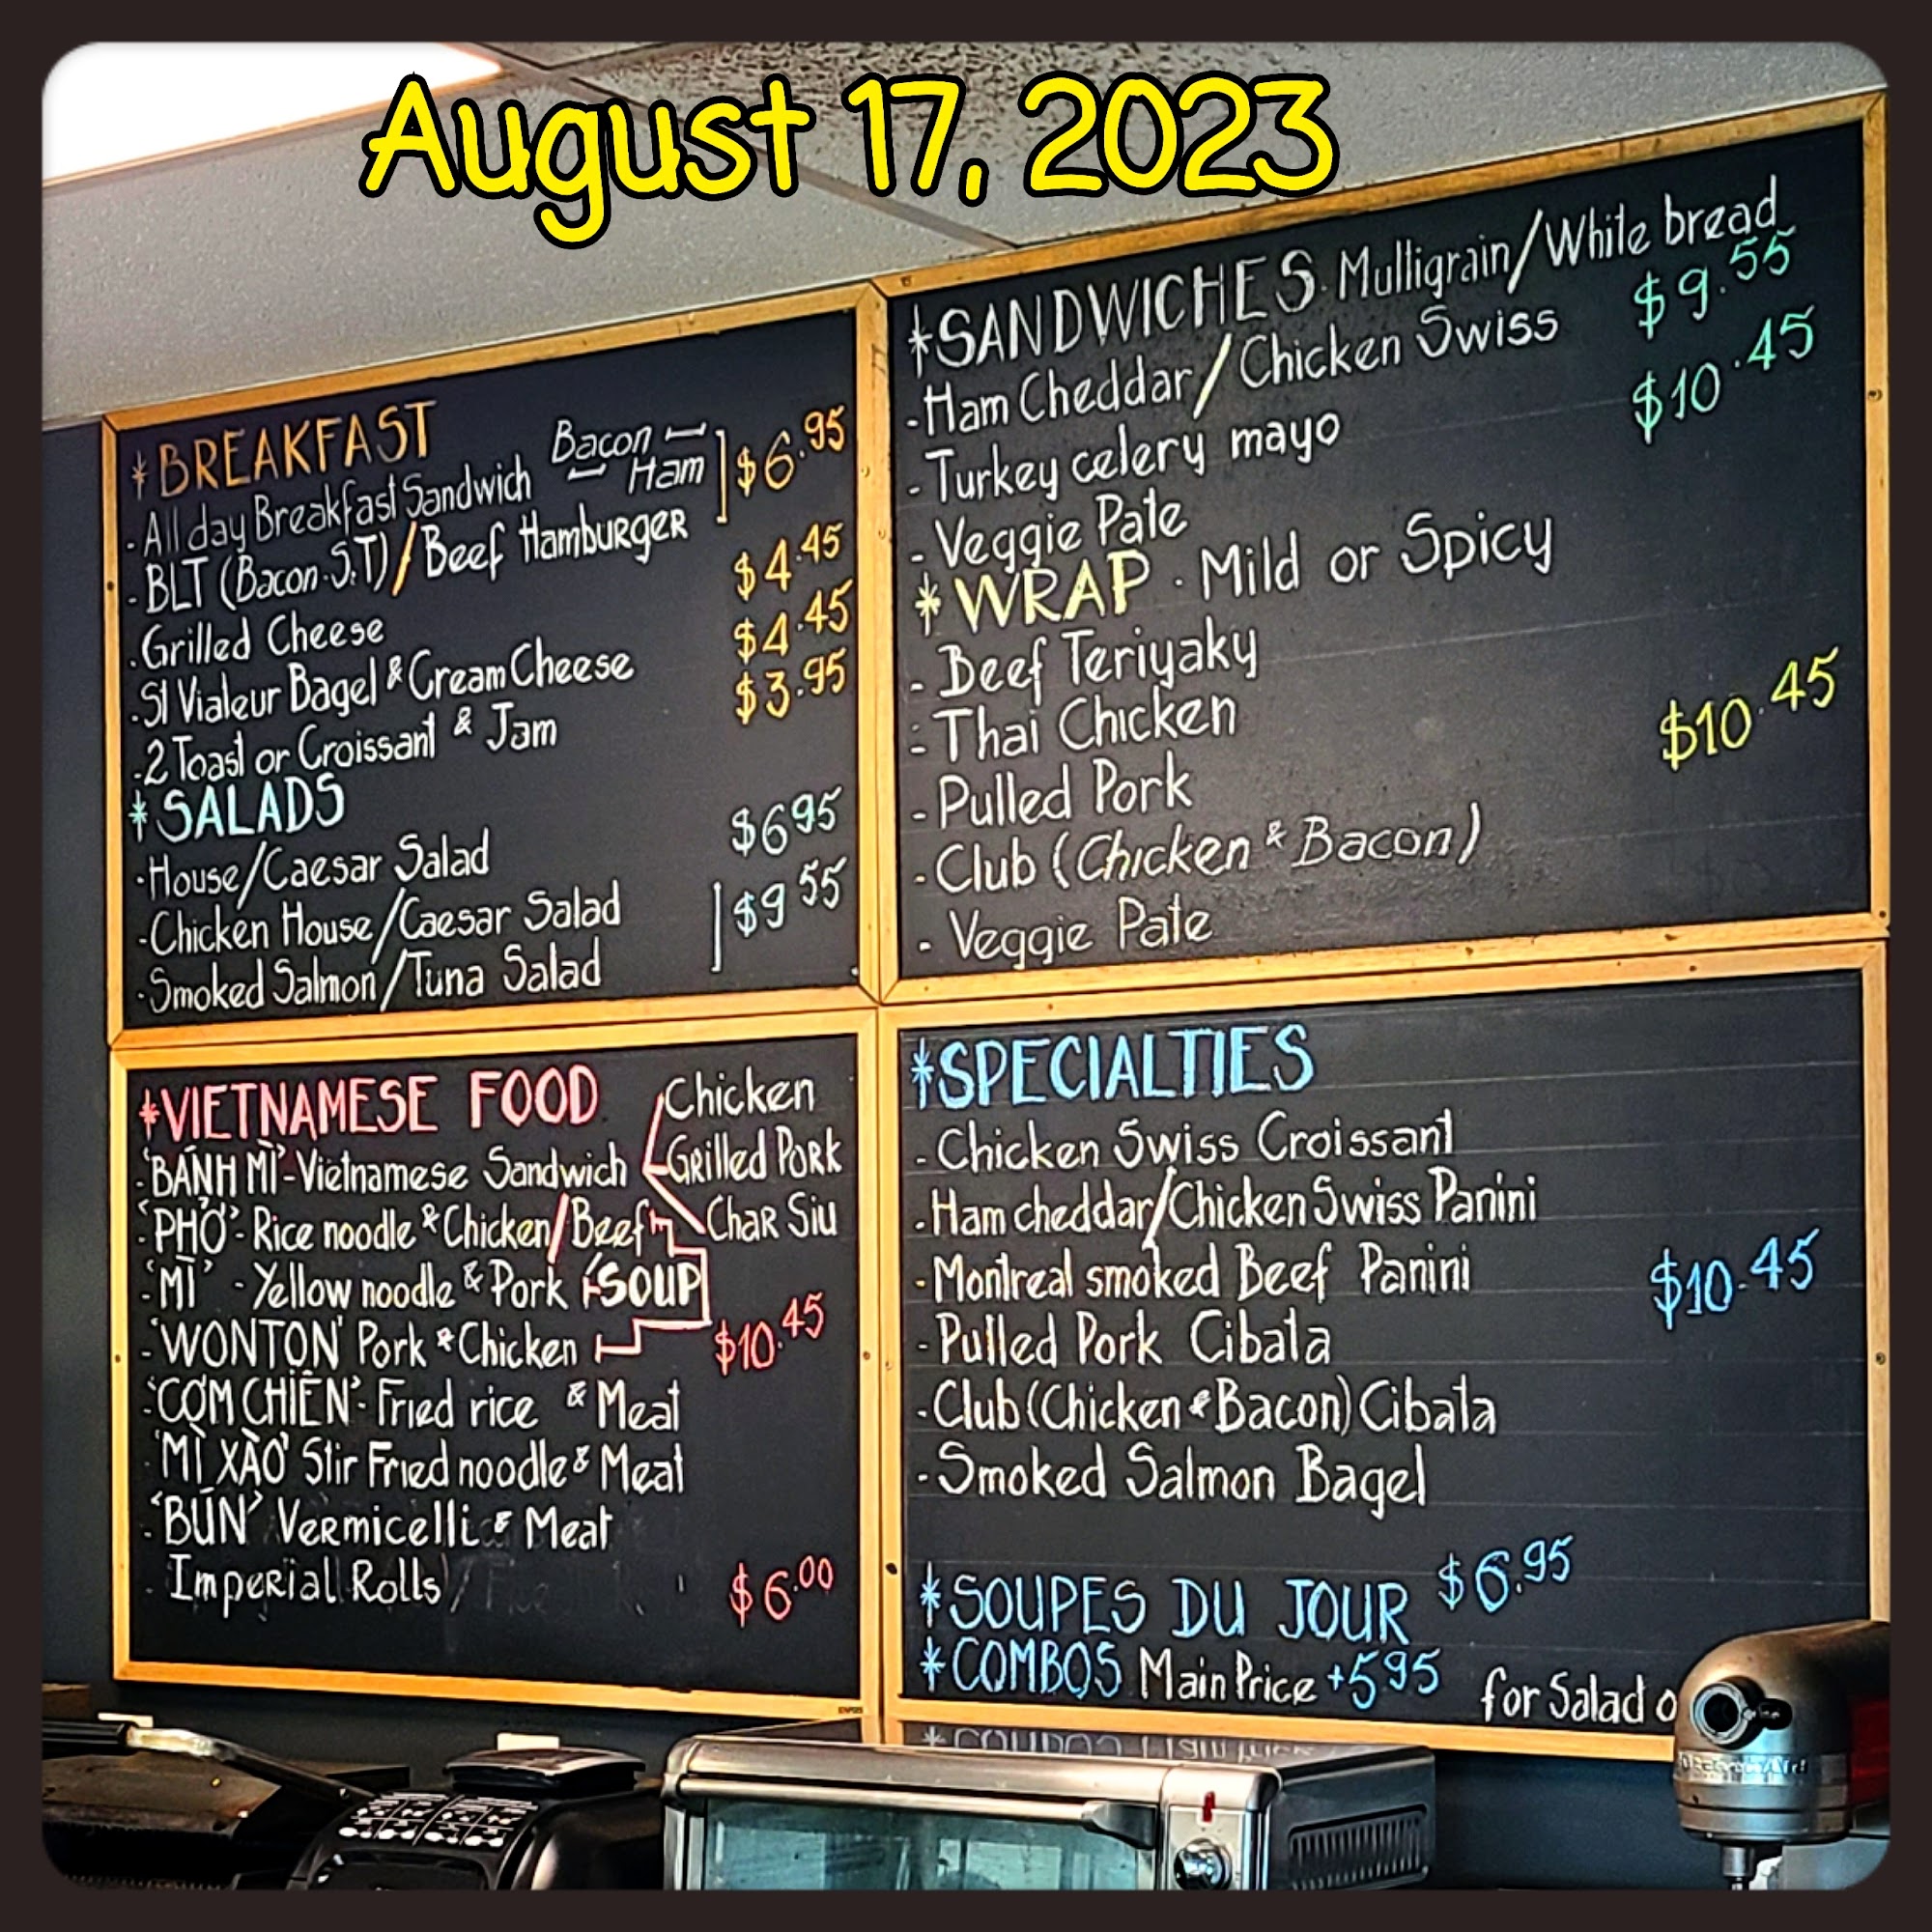 August 17, 2023
*BREAKFAST
-All day Breakfast Sandwich Bacon Ham $6.95
-BLT (Bacon.S.T)/Beef Hamburger
.Grilled Cheese $4.45
.St Vialeur Bagel & Cream Cheese $4.45
-2 Toast or Croissant & Jam $3.95
*SALADS
-House/Caesar Salad $6 95
-Chicken House/Caesar Salad $9 55
-Smoked Salmon/Tuna Salad
*SANDWICHES. Multigrain/White bread
-Ham Cheddar/Chicken Swiss $9.55
-Turkey celery mayo $10.45
-Veggie Pate
*WRAP. Mild or Spicy
-Beef Teriyaky
-Thai Chicken
-Pulled Pork $10.45
-Club (Chicken & Bacon)
-Veggie Pate
*VIETNAMESE FOOD
-'BÁNH MÌ'-Vietnamese Sandwich Chicken Grilled Pork Char Siu
-'PHỞ'-Rice noodle & Chicken/Beef
-'MÌ' -Yellow noodle & Pork SOUP
-'WONTON' Pork & Chicken $10.45
-'CƠM CHIÊN'-Fried rice & Meat
'MÌ XÀO' Stir Fried noodle & Meat
-'BÚN' Vermicelli & Meat
Imperial Rolls $6.00
*SPECIALTIES
-Chicken Swiss Croissant
-Ham cheddar/Chicken Swiss Panini
-Montreal smoked Beef Panini $10.45
-Pulled Pork Cibata
-Club (Chicken & Bacon) Cibata
-Smoked Salmon Bagel
*SOUPES DU JOUR $6.95
*COMBOS Main Price +5 95 for Salad o